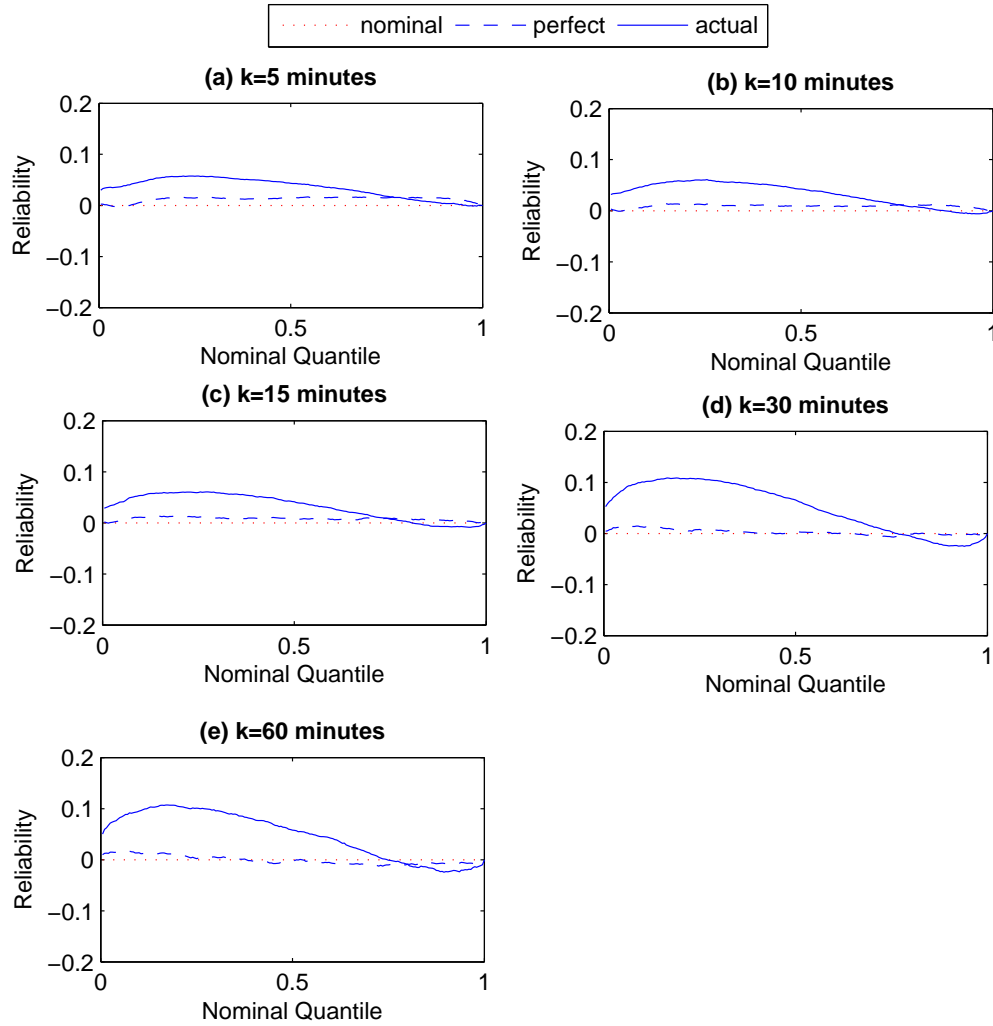 nominal perfect actual
(a) k=5 minutes
0.2
0.1
0
−0.1
−0.2
Reliability
0 0.5 1
Nominal Quantile
(b) k=10 minutes
0.2
0.1
0
−0.1
−0.2
Reliability
0 0.5 1
Nominal Quantile
(c) k=15 minutes
0.2
0.1
0
−0.1
−0.2
Reliability
0 0.5 1
Nominal Quantile
(d) k=30 minutes
0.2
0.1
0
−0.1
−0.2
Reliability
0 0.5 1
Nominal Quantile
(e) k=60 minutes
0.2
0.1
0
−0.1
−0.2
Reliability
0 0.5 1
Nominal Quantile